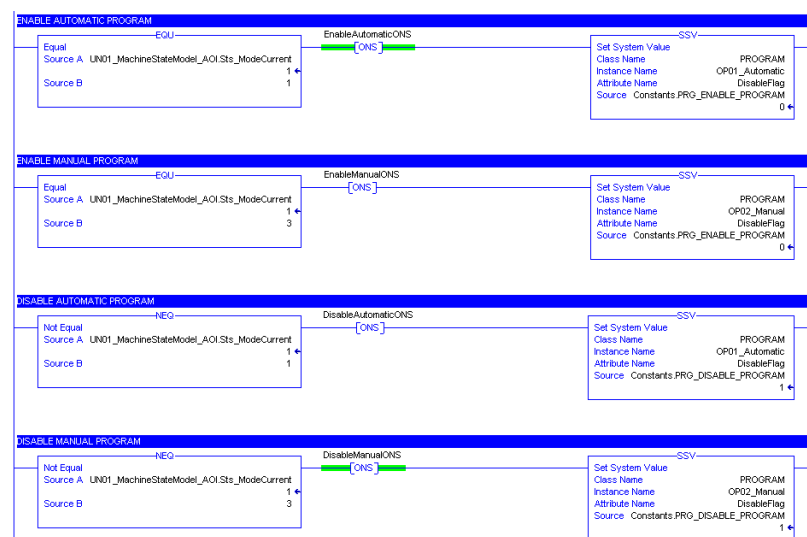 ENABLE AUTOMATIC PROGRAM
EQU
Equal
Source A UN01_MachineStateModel_AOI.Sts_ModeCurrent
1
Source B 1
EnableAutomaticONS
ONS
SSV
Set System Value
Class Name PROGRAM
Instance Name OP01_Automatic
Attribute Name DisableFlag
Source Constants.PRG_ENABLE_PROGRAM
0
ENABLE MANUAL PROGRAM
EQU
Equal
Source A UN01_MachineStateModel_AOI.Sts_ModeCurrent
1
Source B 3
EnableManualONS
ONS
SSV
Set System Value
Class Name PROGRAM
Instance Name OP02_Manual
Attribute Name DisableFlag
Source Constants.PRG_ENABLE_PROGRAM
0
DISABLE AUTOMATIC PROGRAM
NEQ
Not Equal
Source A UN01_MachineStateModel_AOI.Sts_ModeCurrent
1
Source B 1
DisableAutomaticONS
ONS
SSV
Set System Value
Class Name PROGRAM
Instance Name OP01_Automatic
Attribute Name DisableFlag
Source Constants.PRG_DISABLE_PROGRAM
1
DISABLE MANUAL PROGRAM
NEQ
Not Equal
Source A UN01_MachineStateModel_AOI.Sts_ModeCurrent
1
Source B 3
DisableManualONS
ONS
SSV
Set System Value
Class Name PROGRAM
Instance Name OP02_Manual
Attribute Name DisableFlag
Source Constants.PRG_DISABLE_PROGRAM
1